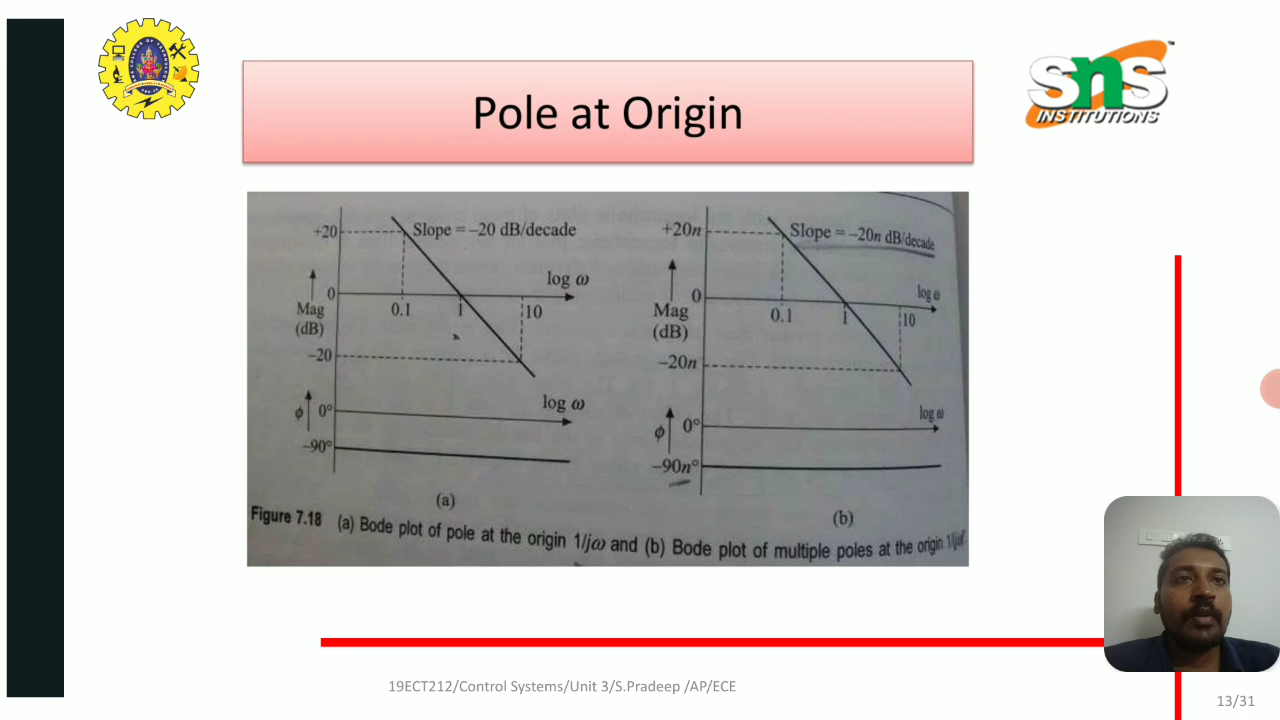 Pole at Origin
SNS
INSTITUTIONS
+20
Slope = –20 dB/decade
log ω
0
0.1
1
10
Mag
(dB)
–20
log ω
ϕ
0°
–90°
(a)
+20n
Slope = –20n dB/decade
log ω
0
0.1
1
10
Mag
(dB)
–20n
log ω
ϕ
0°
–90n°
(b)
Figure 7.18 (a) Bode plot of pole at the origin 1/jω and (b) Bode plot of multiple poles at the origin
19ECT212/Control Systems/Unit 3/S.Pradeep /AP/ECE
13/31